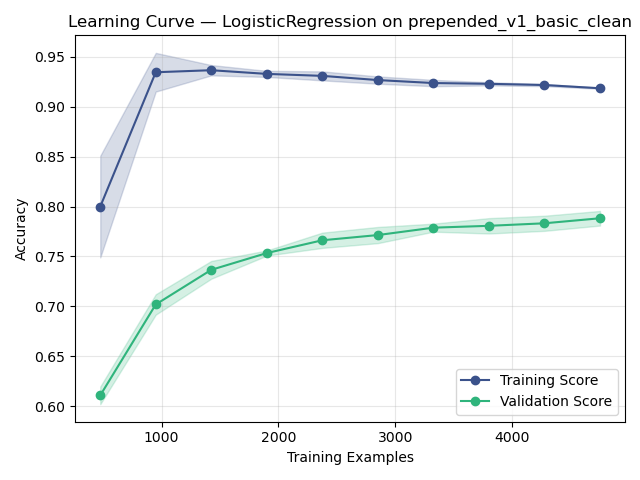 Learning Curve — LogisticRegression on prepended_v1_basic_clean
0.95
0.90
0.85
0.80
0.75
0.70
0.65
0.60
Accuracy
1000 2000 3000 4000
Training Examples
Training Score
Validation Score